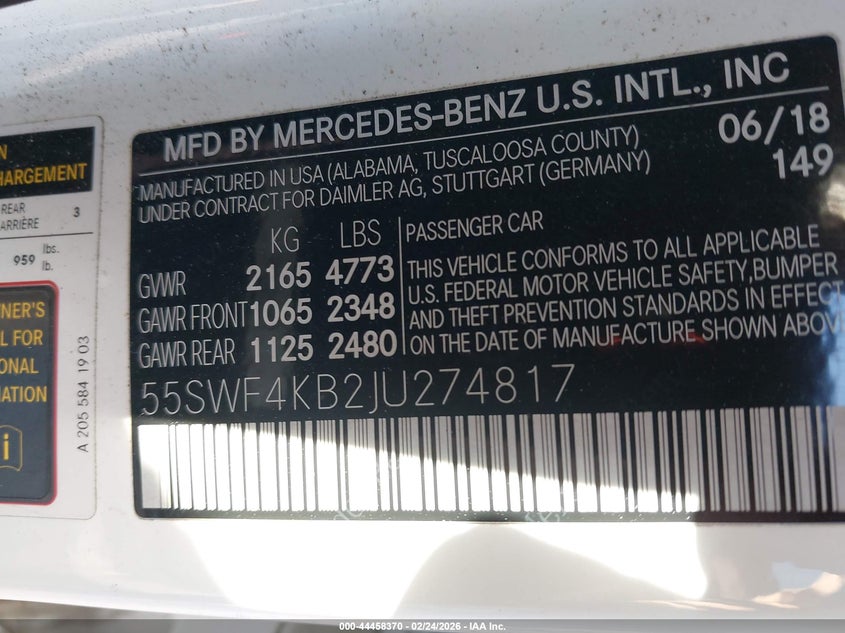 MFD BY MERCEDES-BENZ U.S. INTL., INC
MANUFACTURED IN USA (ALABAMA, TUSCALOOSA COUNTY) 06/18
UNDER CONTRACT FOR DAIMLER AG, STUTTGART (GERMANY) 149
KG LBS
GVWR 2165 4773
GAWR FRONT 1065 2348
GAWR REAR 1125 2480
PASSENGER CAR
THIS VEHICLE CONFORMS TO ALL APPLICABLE
U.S. FEDERAL MOTOR VEHICLE SAFETY, BUMPER
AND THEFT PREVENTION STANDARDS IN EFFECT
ON THE DATE OF MANUFACTURE SHOWN ABOV
55SWF4KB2JU274817
N
HARGEMENT
REAR 3
ARRIÈRE
959 lbs.
lb.
WNER'S
L FOR
ONAL
MATION
i
A 205 584 19 03
000-44458370 | 02/24/2026 – IAA Inc.